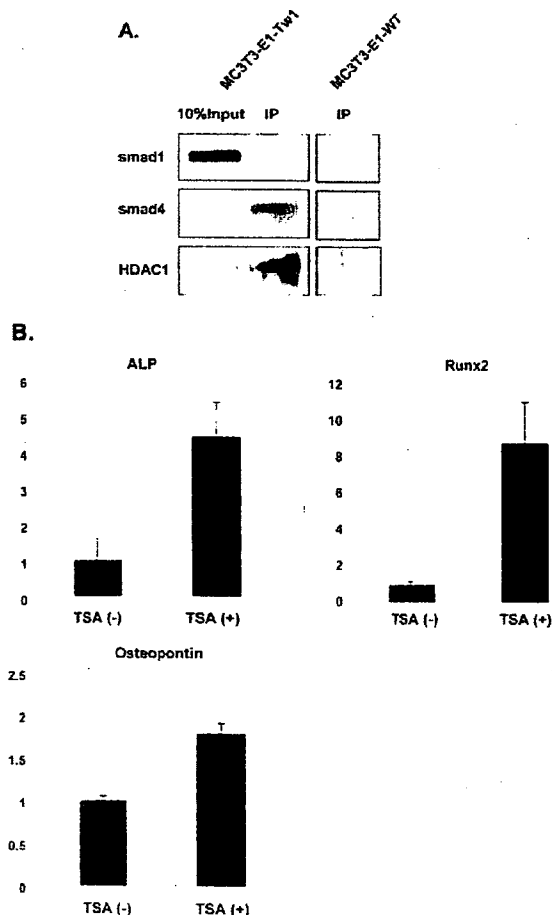 A.
MC3T3-E1-Tw1
MC3T3-E1-WT
10%Input IP IP
smad1
smad4
HDAC1
B.
ALP
6
5
4
3
2
1
0
TSA (-) TSA (+)
Runx2
12
10
8
6
4
2
0
TSA (-) TSA (+)
Osteopontin
2.5
2
1.5
1
0.5
0
TSA (-) TSA (+)